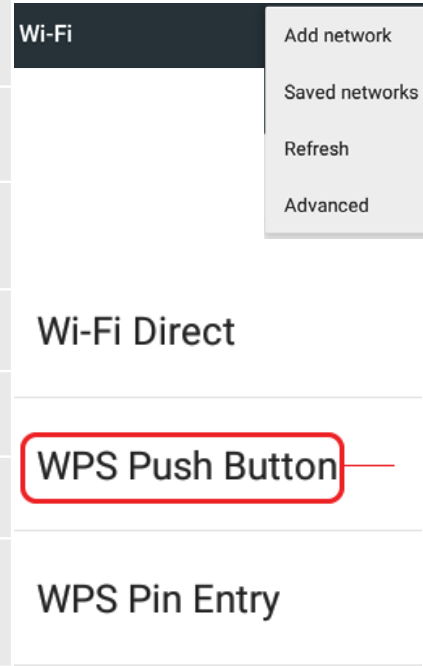 Wi-Fi
Add network
Saved networks
Refresh
Advanced
Wi-Fi Direct
WPS Push Button
WPS Pin Entry